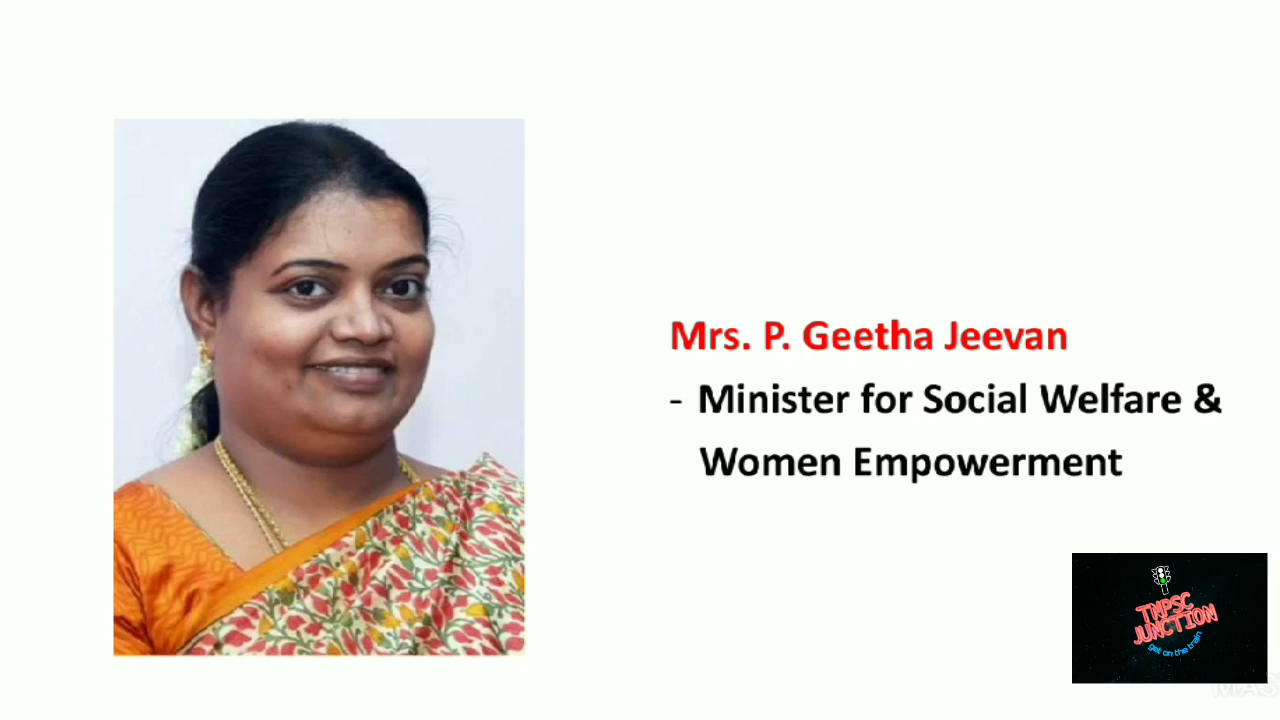 Mrs. P. Geetha Jeevan
- Minister for Social Welfare &
Women Empowerment
TNPSC
JUNCTION
get on the train